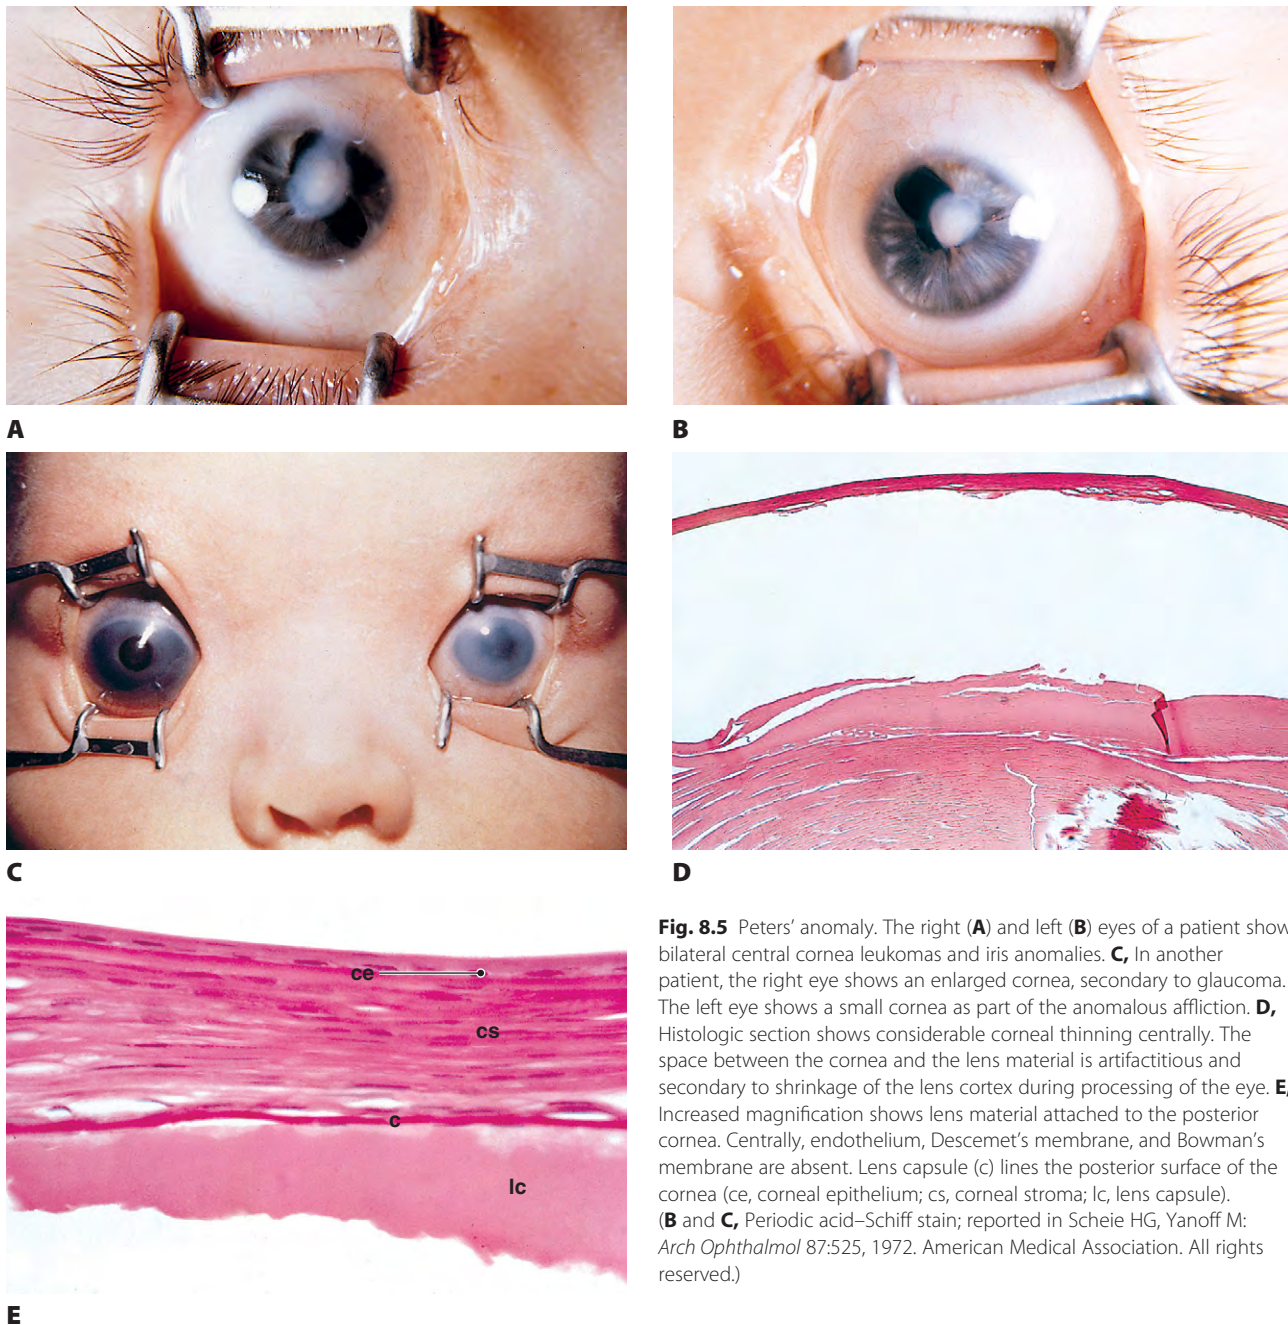 A
B
C
D
ce
cs
c
lc
E
Fig. 8.5 Peters’ anomaly. The right (A) and left (B) eyes of a patient show
bilateral central cornea leukomas and iris anomalies. C, In another
patient, the right eye shows an enlarged cornea, secondary to glaucoma.
The left eye shows a small cornea as part of the anomalous affliction. D,
Histologic section shows considerable corneal thinning centrally. The
space between the cornea and the lens material is artifactitious and
secondary to shrinkage of the lens cortex during processing of the eye. E,
Increased magnification shows lens material attached to the posterior
cornea. Centrally, endothelium, Descemet’s membrane, and Bowman’s
membrane are absent. Lens capsule (c) lines the posterior surface of the
cornea (ce, corneal epithelium; cs, corneal stroma; lc, lens capsule).
(B and C, Periodic acid–Schiff stain; reported in Scheie HG, Yanoff M:
Arch Ophthalmol 87:525, 1972. American Medical Association. All rights
reserved.)